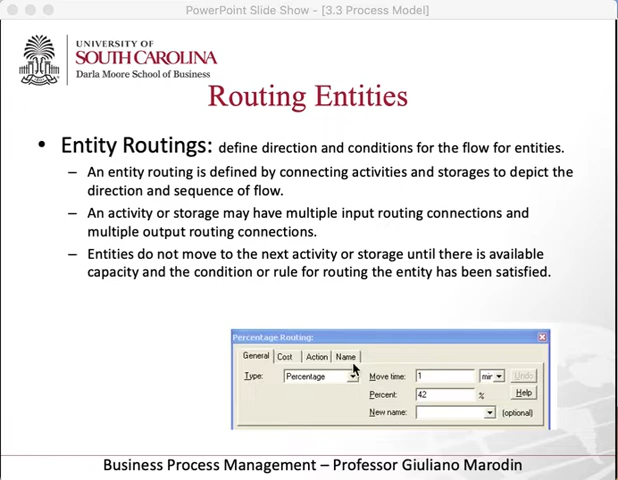 PowerPoint Slide Show - [3.3 Process Model]
UNIVERSITY OF
SOUTH CAROLINA
Darla Moore School of Business
Routing Entities
• Entity Routings: define direction and conditions for the flow for entities.
– An entity routing is defined by connecting activities and storages to depict the
direction and sequence of flow.
– An activity or storage may have multiple input routing connections and
multiple output routing connections.
– Entities do not move to the next activity or storage until there is available
capacity and the condition or rule for routing the entity has been satisfied.
Percentage Routing:
General Cost Action Name
Type: Percentage Move time: 1 min Undo
Percent: 42 % Help
New name: (optional)
Business Process Management – Professor Giuliano Marodin